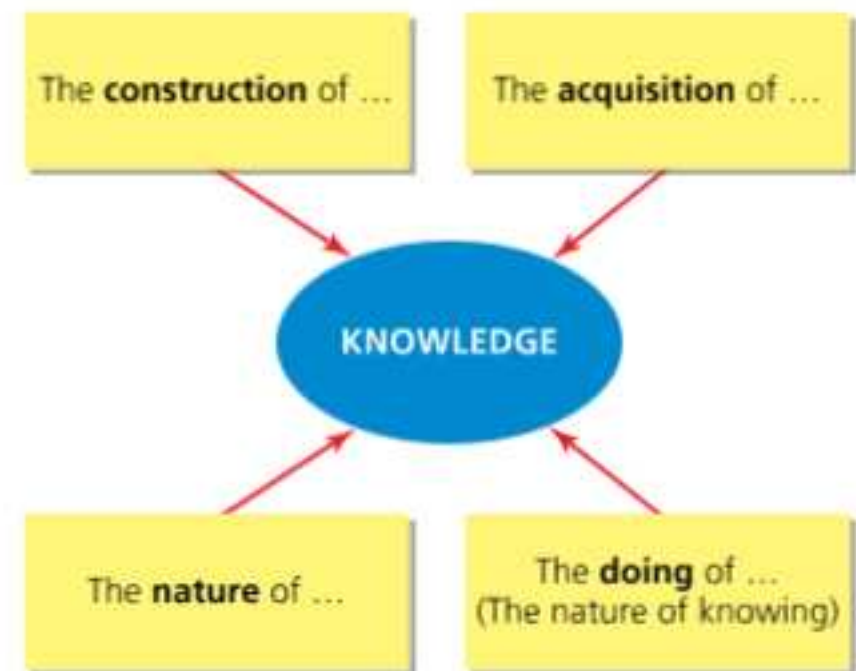 The construction of ...
The acquisition of ...
KNOWLEDGE
The nature of ...
The doing of ...
(The nature of knowing)